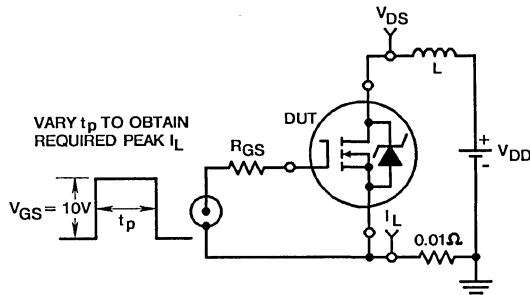 VDS
L
VARY tp TO OBTAIN
REQUIRED PEAK IL
DUT
RGS
+
VDD
-
VGS = 10V
tp
IL
0.01Ω